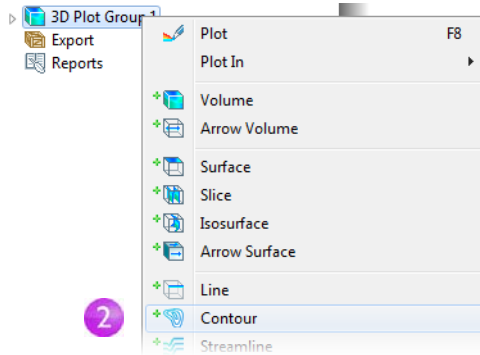 3D Plot Group 1
Export
Reports
Plot F8
Plot In
Volume
Arrow Volume
Surface
Slice
Isosurface
Arrow Surface
Line
Contour
Streamline
2